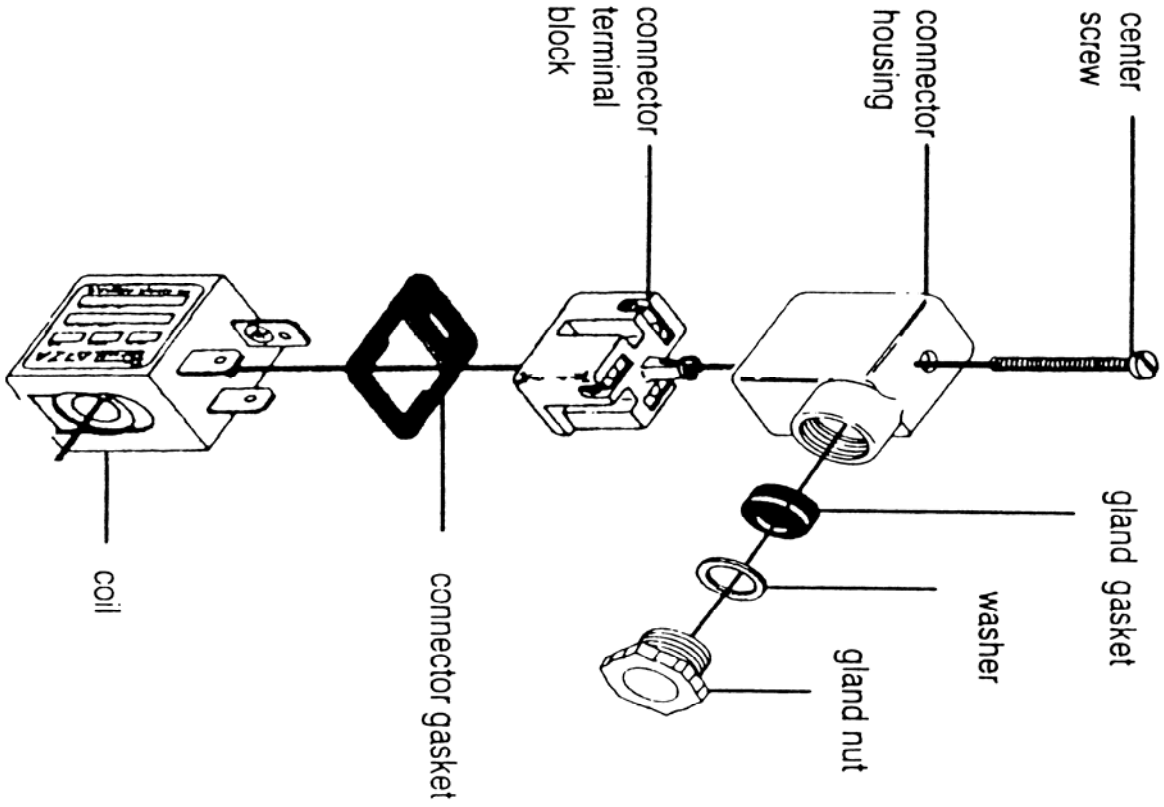 center
screw
connector
housing
connector
terminal
block
gland gasket
washer
gland nut
connector gasket
coil